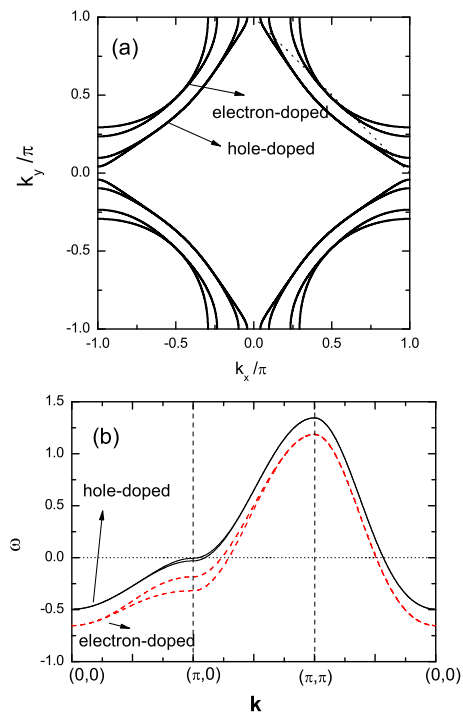 (a)
1.0
0.5
electron-doped
hole-doped
k_y/π
0.0
-0.5
-1.0
-1.0 -0.5 0.0 0.5 1.0
k_x/π
1.5
(b)
1.0
hole-doped
0.5
ω
0.0
-0.5
electron-doped
-1.0
(0,0) (π,0) (π,π) (0,0)
k